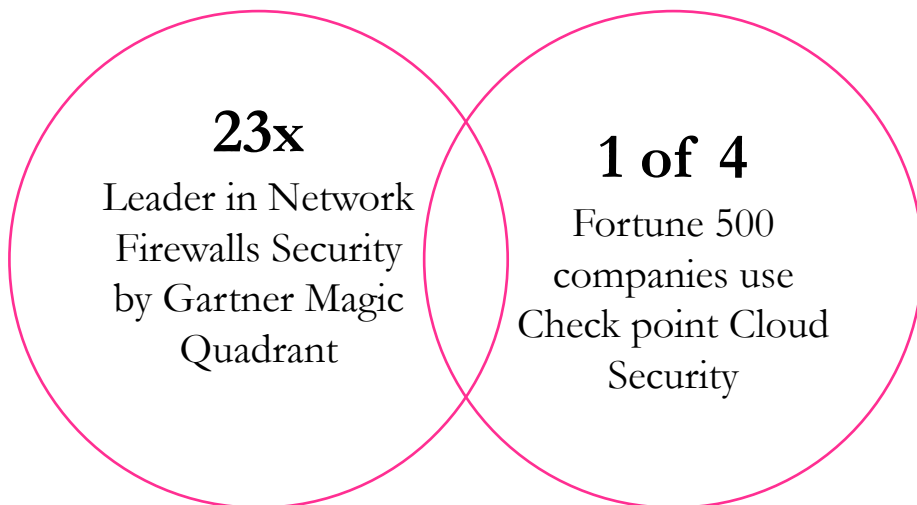 23x
Leader in Network
Firewalls Security
by Gartner Magic
Quadrant
1 of 4
Fortune 500
companies use
Check point Cloud
Security